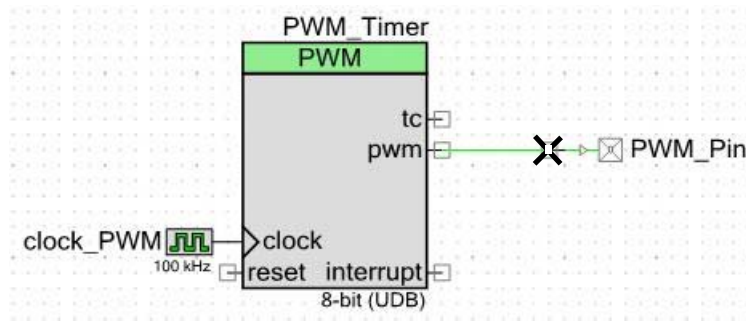 PWM_Timer
PWM
tc
pwm
PWM_Pin
clock_PWM
clock
100 kHz
reset interrupt
8-bit (UDB)